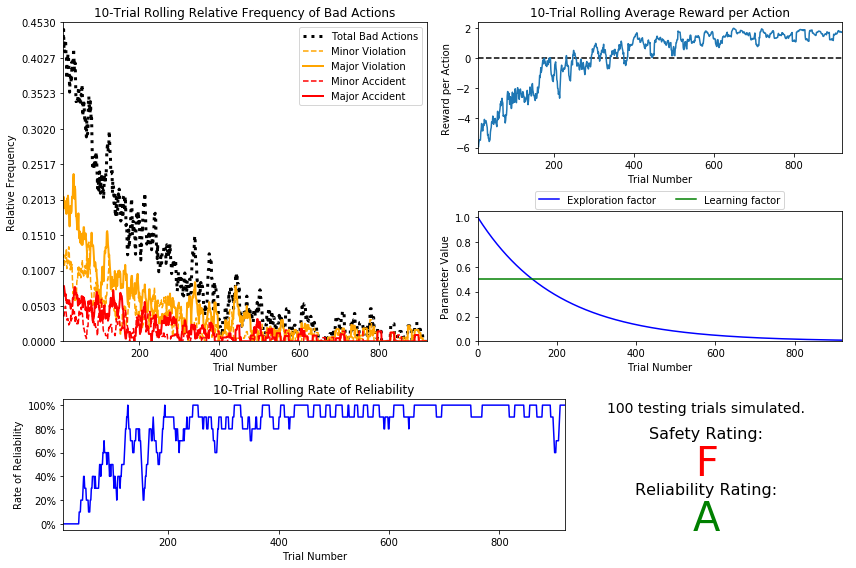 10-Trial Rolling Relative Frequency of Bad Actions
0.4530
0.4027
0.3523
0.3020
0.2517
0.2013
0.1510
0.1007
0.0503
0.0000
Relative Frequency
Total Bad Actions
Minor Violation
Major Violation
Minor Accident
Major Accident
200 400 600 800
Trial Number
10-Trial Rolling Average Reward per Action
2
0
−2
−4
−6
Reward per Action
200 400 600 800
Trial Number
Exploration factor Learning factor
1.0
0.8
0.6
0.4
0.2
0.0
Parameter Value
0 200 400 600 800
Trial Number
10-Trial Rolling Rate of Reliability
100%
80%
60%
40%
20%
0%
Rate of Reliability
200 400 600 800
Trial Number
100 testing trials simulated.
Safety Rating:
F
Reliability Rating:
A